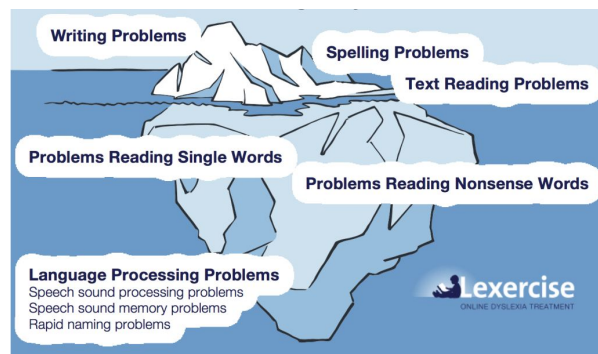 Writing Problems
Spelling Problems
Text Reading Problems
Problems Reading Single Words
Problems Reading Nonsense Words
Language Processing Problems
Speech sound processing problems
Speech sound memory problems
Rapid naming problems
Lexercise
ONLINE DYSLEXIA TREATMENT